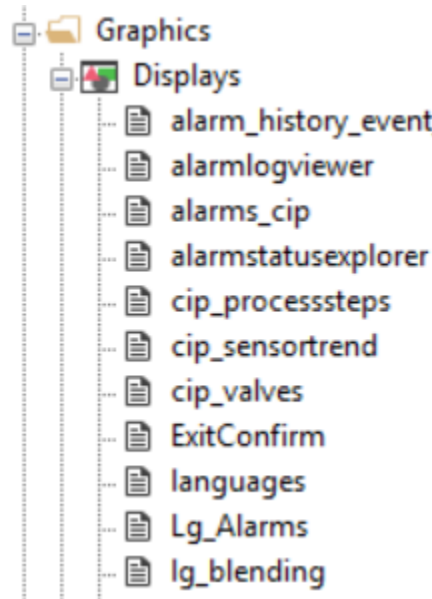 Graphics
Displays
alarm_history_event
alarmlogviewer
alarms_cip
alarmstatusexplorer
cip_processsteps
cip_sensortrend
cip_valves
ExitConfirm
languages
Lg_Alarms
lg_blending